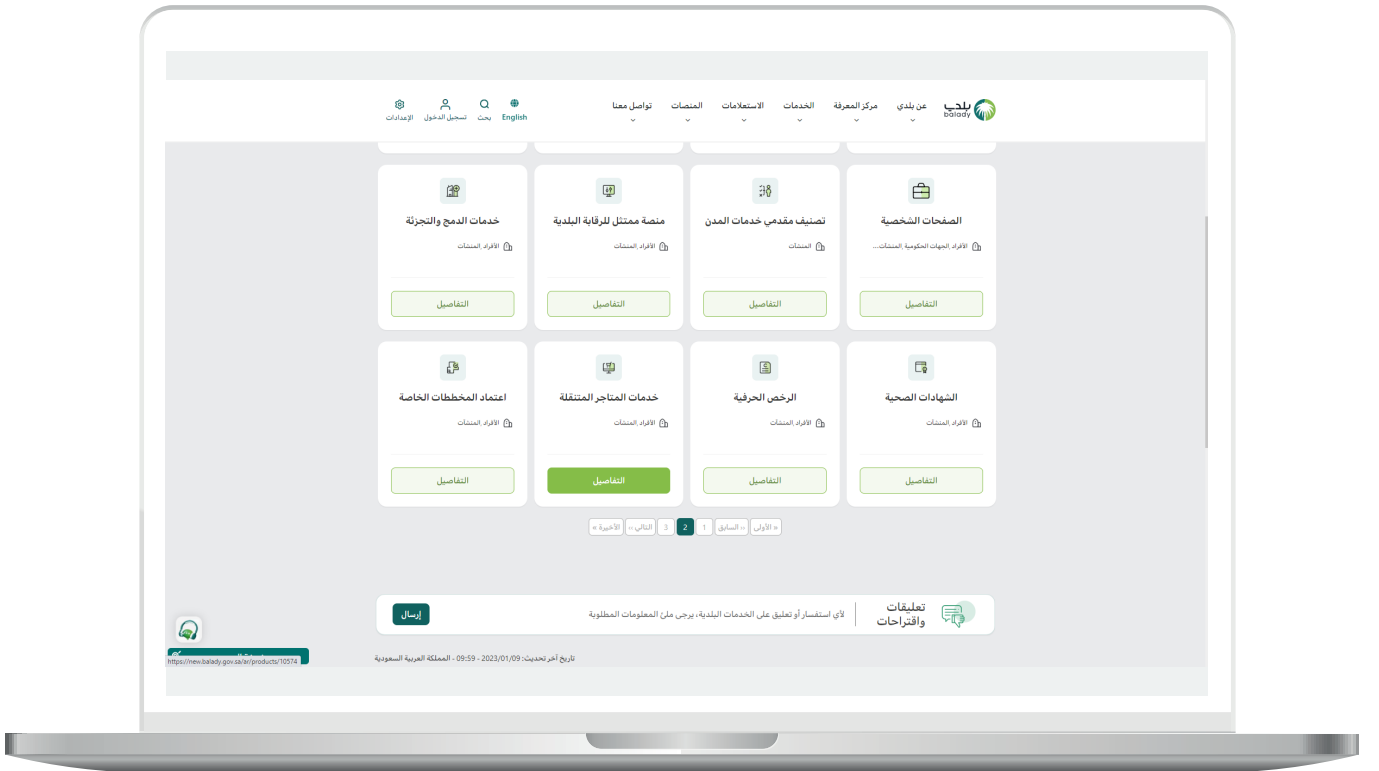 بلدي
balady
عن بلدي
مركز المعرفة
الخدمات
الاستعلامات
المنصات
تواصل معنا
English
بحث
تسجيل الدخول
الإعدادات
الصفحات الشخصية
الأفراد ,الجهات الحكومية ,المنشآت...
التفاصيل
تصنيف مقدمي خدمات المدن
المنشآت
التفاصيل
منصة ممتثل للرقابة البلدية
الأفراد ,المنشآت
التفاصيل
خدمات الدمج والتجزئة
الأفراد ,المنشآت
التفاصيل
الشهادات الصحية
الأفراد ,المنشآت
التفاصيل
الرخص الحرفية
الأفراد ,المنشآت
التفاصيل
خدمات المتاجر المتنقلة
الأفراد ,المنشآت
التفاصيل
اعتماد المخططات الخاصة
الأفراد ,المنشآت
التفاصيل
« الأولى ‹‹ السابق 1 2 3 التالي ›› الأخيرة »
تعليقات
واقتراحات
لأي استفسار أو تعليق على الخدمات البلدية، يرجى ملئ المعلومات المطلوبة
إرسال
تاريخ آخر تحديث: 2023/01/09 - 09:59 - المملكة العربية السعودية
https://new.balady.gov.sa/ar/products/10574